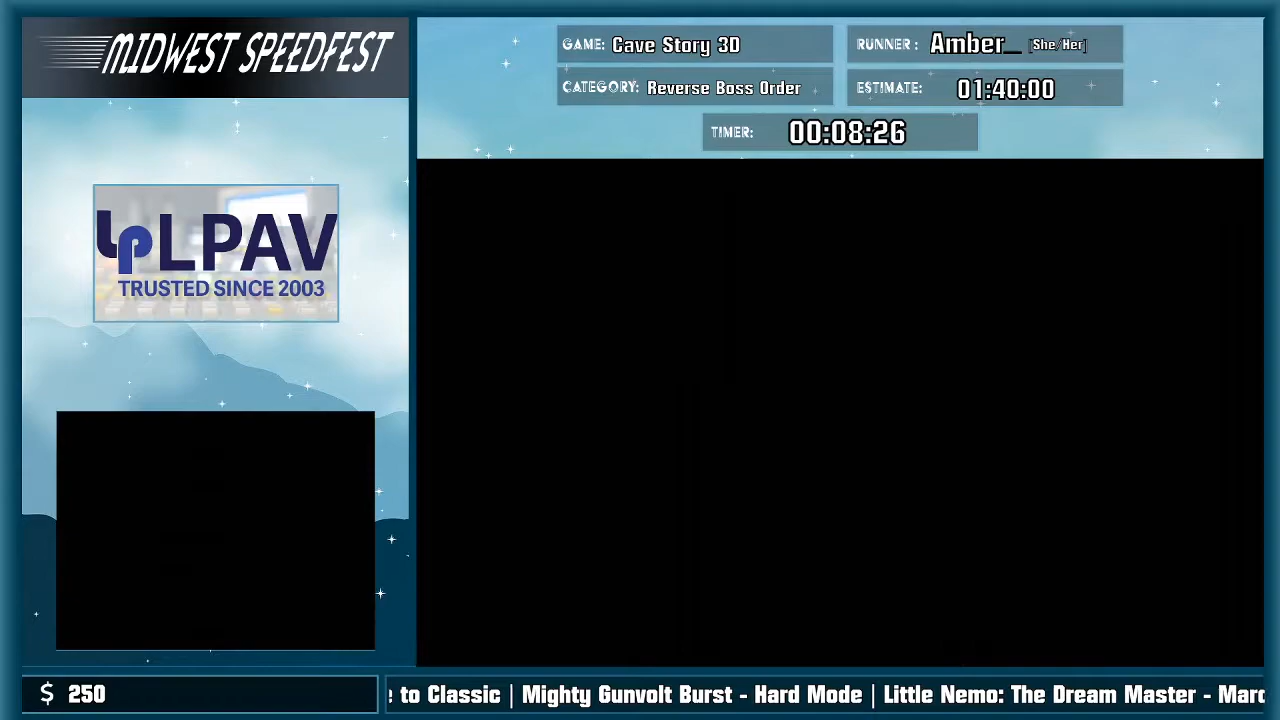 MIDWEST SPEEDFEST
GAME: Cave Story 3D
RUNNER : Amber_ [She/Her]
CATEGORY: Reverse Boss Order
ESTIMATE: 01:40:00
TIMER: 00:08:26
LP LPAV
TRUSTED SINCE 2003
$ 250
to Classic | Mighty Gunvolt Burst - Hard Mode | Little Nemo: The Dream Master -